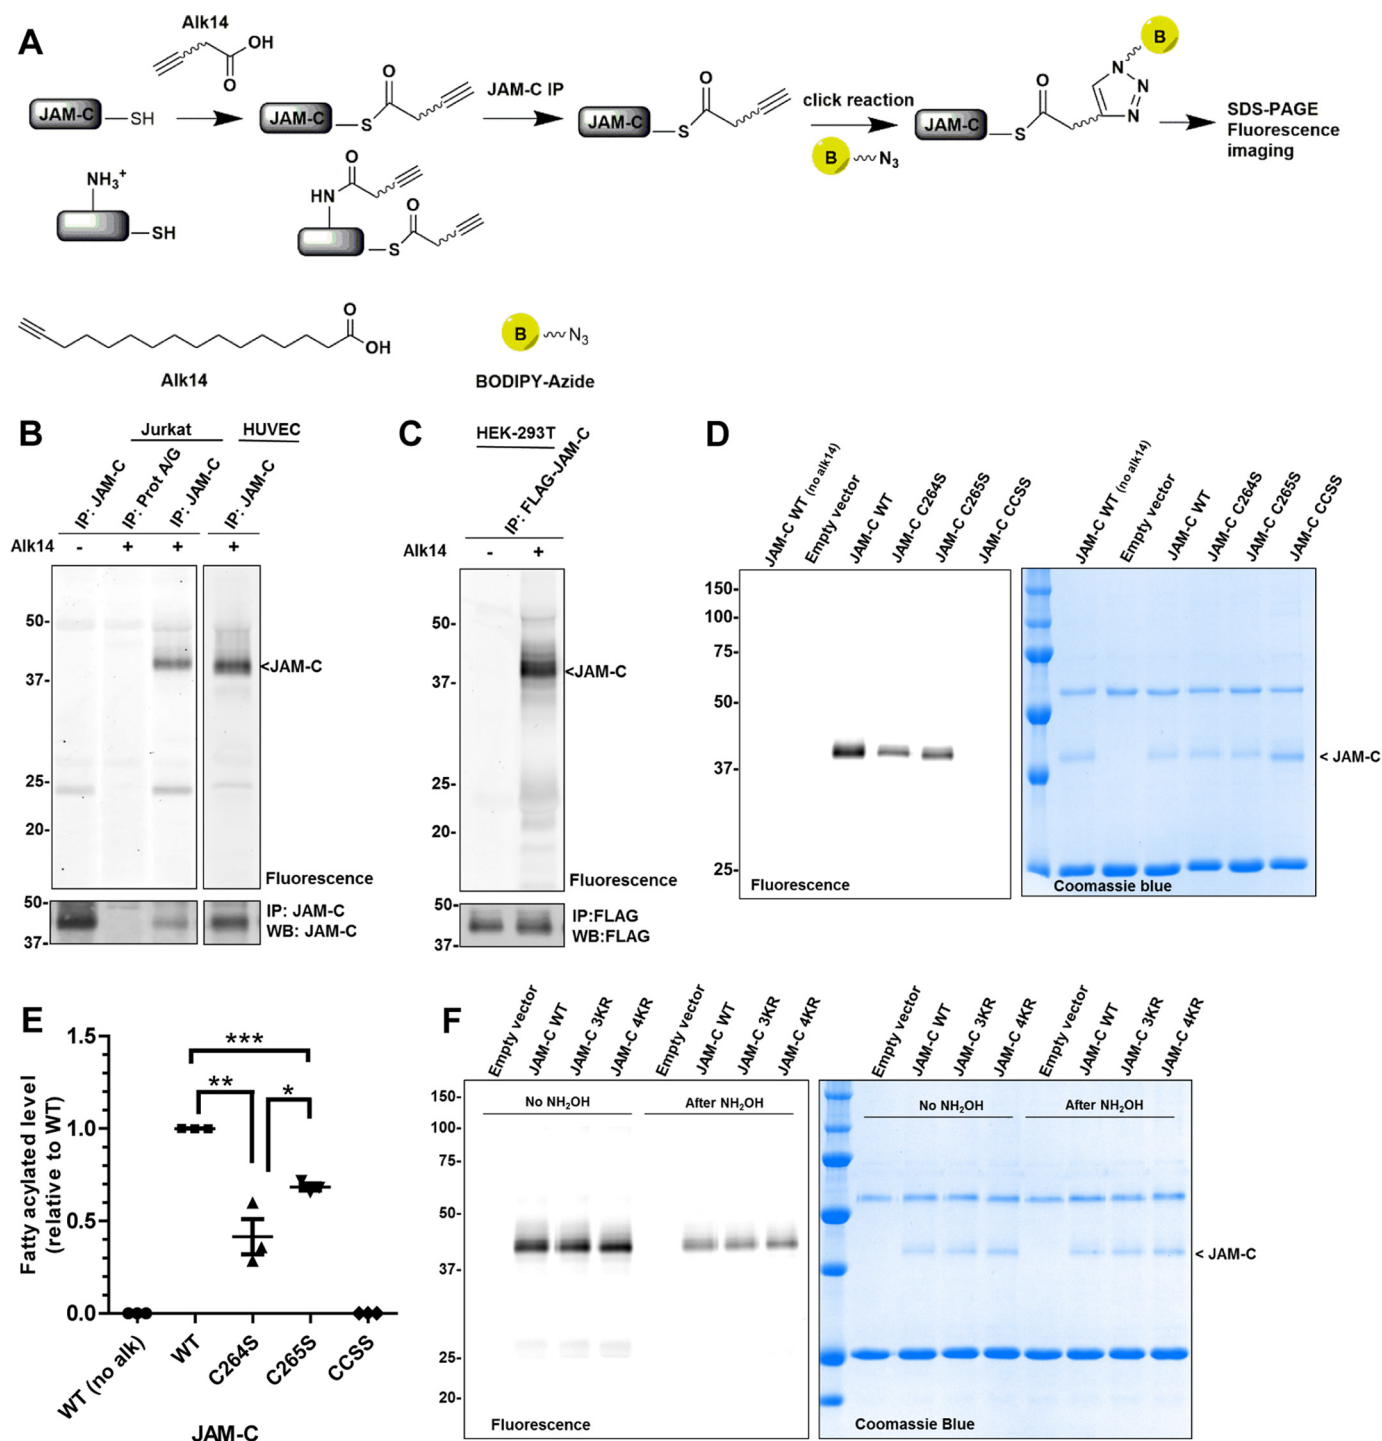 A
Alk14
OH
O
JAM-C
SH
JAM-C
S
O
JAM-C IP
JAM-C
S
O
click reaction
B
N3
JAM-C
S
O
N
N
N
B
SDS-PAGE
Fluorescence
imaging
NH3+
SH
HN
O
S
O
O
OH
Alk14
B
N3
BODIPY-Azide
B
Jurkat
HUVEC
IP: JAM-C
IP: Prot A/G
IP: JAM-C
IP: JAM-C
Alk14
-
+
+
+
50-
37-
25-
20-
<JAM-C
Fluorescence
50-
37-
IP: JAM-C
WB: JAM-C
C
HEK-293T
IP: FLAG-JAM-C
Alk14
-
+
50-
37-
25-
20-
<JAM-C
Fluorescence
50-
37-
IP:FLAG
WB:FLAG
D
JAM-C WT (no alk14)
Empty vector
JAM-C WT
JAM-C C264S
JAM-C C265S
JAM-C CCSS
150-
100-
75-
50-
37-
25-
Fluorescence
JAM-C WT (no alk14)
Empty vector
JAM-C WT
JAM-C C264S
JAM-C C265S
JAM-C CCSS
< JAM-C
Coomassie blue
E
Fatty acylated level
(relative to WT)
1.5
1.0
0.5
0.0
***
**
*
WT (no alk)
WT
C264S
C265S
CCSS
JAM-C
F
Empty vector
JAM-C WT
JAM-C 3KR
JAM-C 4KR
Empty vector
JAM-C WT
JAM-C 3KR
JAM-C 4KR
No NH2OH
After NH2OH
150-
100-
75-
50-
37-
25-
20-
Fluorescence
Empty vector
JAM-C WT
JAM-C 3KR
JAM-C 4KR
Empty vector
JAM-C WT
JAM-C 3KR
JAM-C 4KR
No NH2OH
After NH2OH
< JAM-C
Coomassie Blue